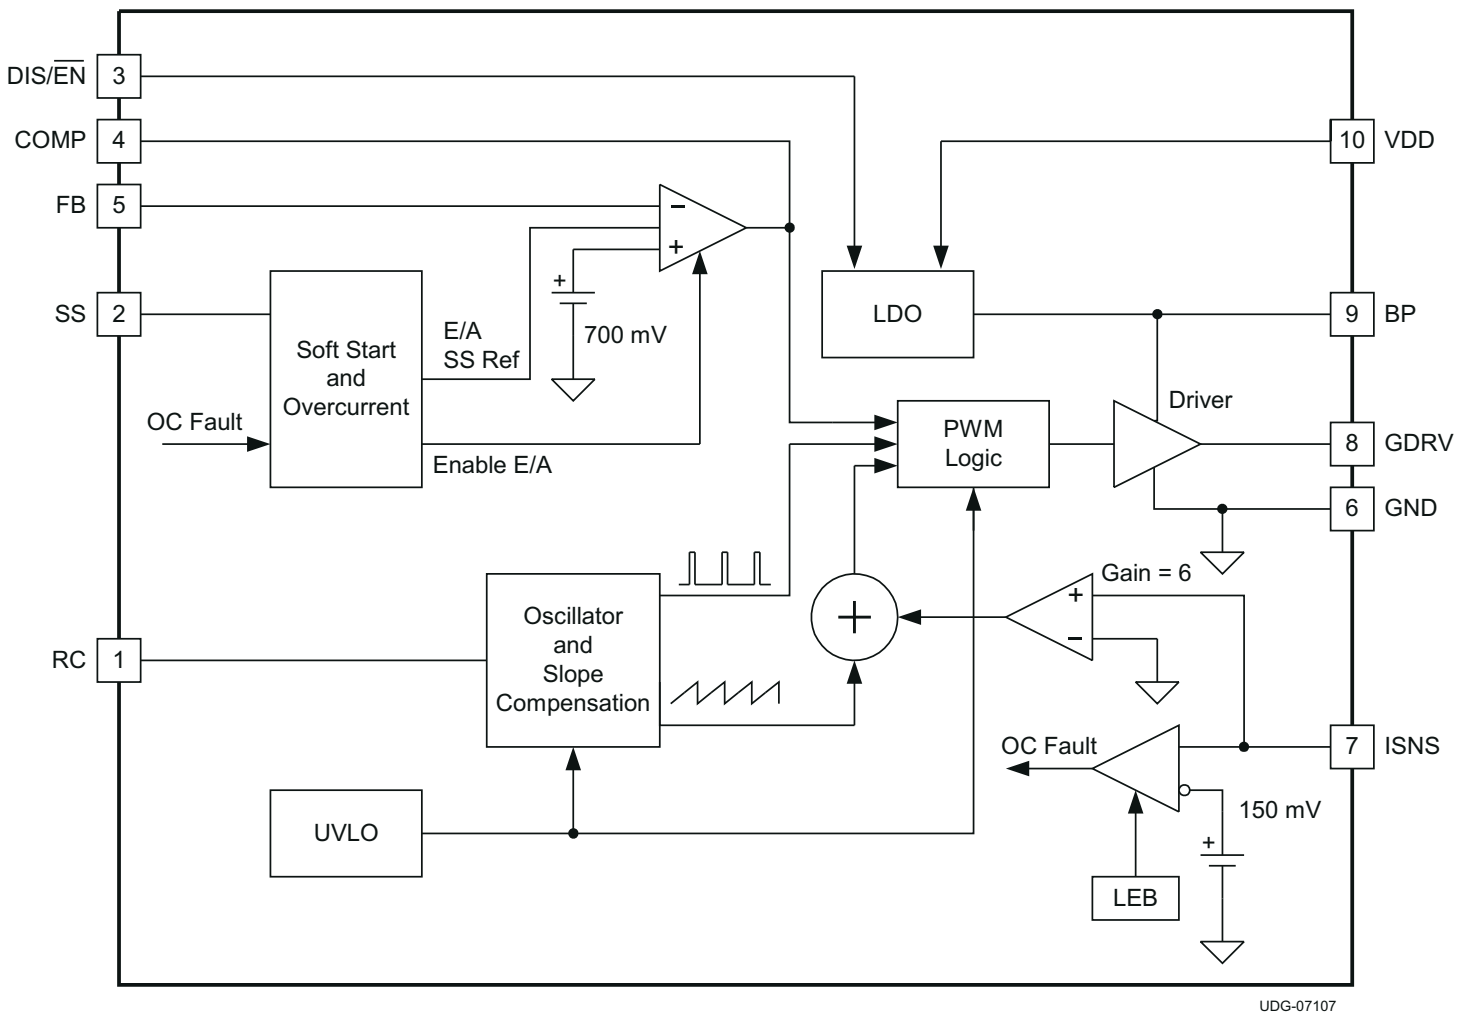 DIS/EN 3
COMP 4
10 VDD
FB 5
−
+
SS 2
+
700 mV
E/A
SS Ref
Soft Start
and
Overcurrent
OC Fault
Enable E/A
LDO
9 BP
Driver
PWM
Logic
8 GDRV
6 GND
Gain = 6
+
−
+
Oscillator
and
Slope
Compensation
RC 1
OC Fault
7 ISNS
150 mV
+
UVLO
LEB
UDG-07107